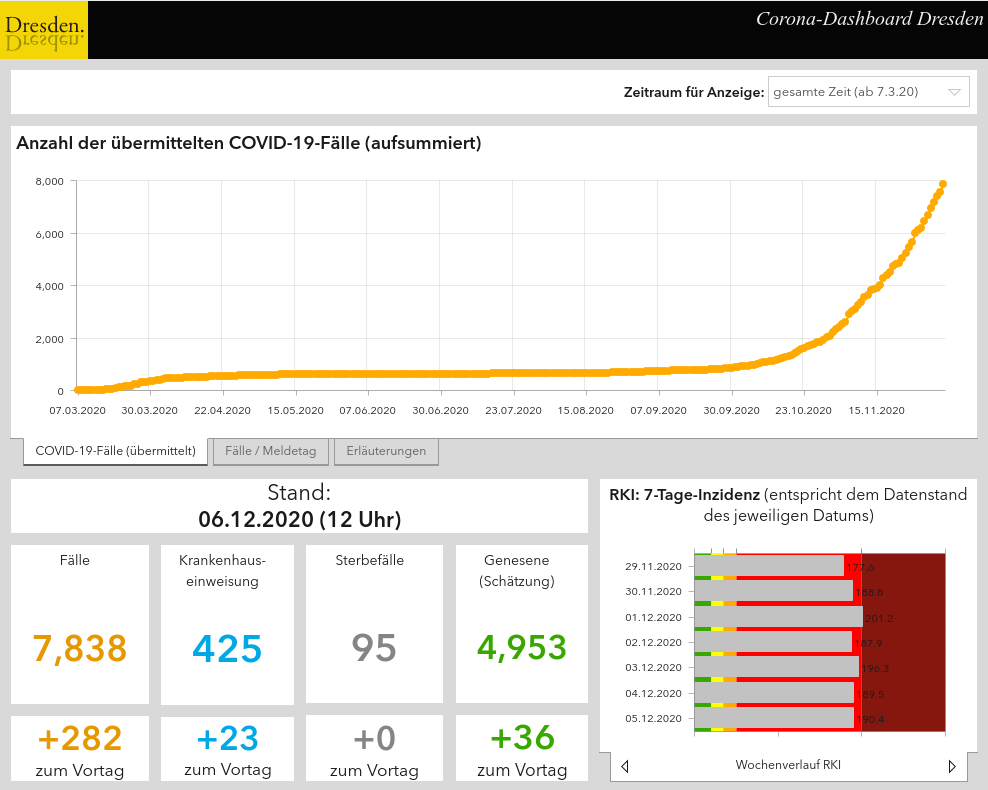 Dresden.
Dresden.
Corona-Dashboard Dresden
Zeitraum für Anzeige: gesamte Zeit (ab 7.3.20)
Anzahl der übermittelten COVID-19-Fälle (aufsummiert)
8,000
6,000
4,000
2,000
0
07.03.2020 30.03.2020 22.04.2020 15.05.2020 07.06.2020 30.06.2020 23.07.2020 15.08.2020 07.09.2020 30.09.2020 23.10.2020 15.11.2020
COVID-19-Fälle (übermittelt) Fälle / Meldetag Erläuterungen
Stand:
06.12.2020 (12 Uhr)
Fälle
7,838
+282
zum Vortag
Krankenhaus-
einweisung
425
+23
zum Vortag
Sterbefälle
95
+0
zum Vortag
Genesene
(Schätzung)
4,953
+36
zum Vortag
RKI: 7-Tage-Inzidenz (entspricht dem Datenstand
des jeweiligen Datums)
29.11.2020 177.6
30.11.2020 188.8
01.12.2020 201.2
02.12.2020 187.9
03.12.2020 196.3
04.12.2020 189.5
05.12.2020 190.4
Wochenverlauf RKI